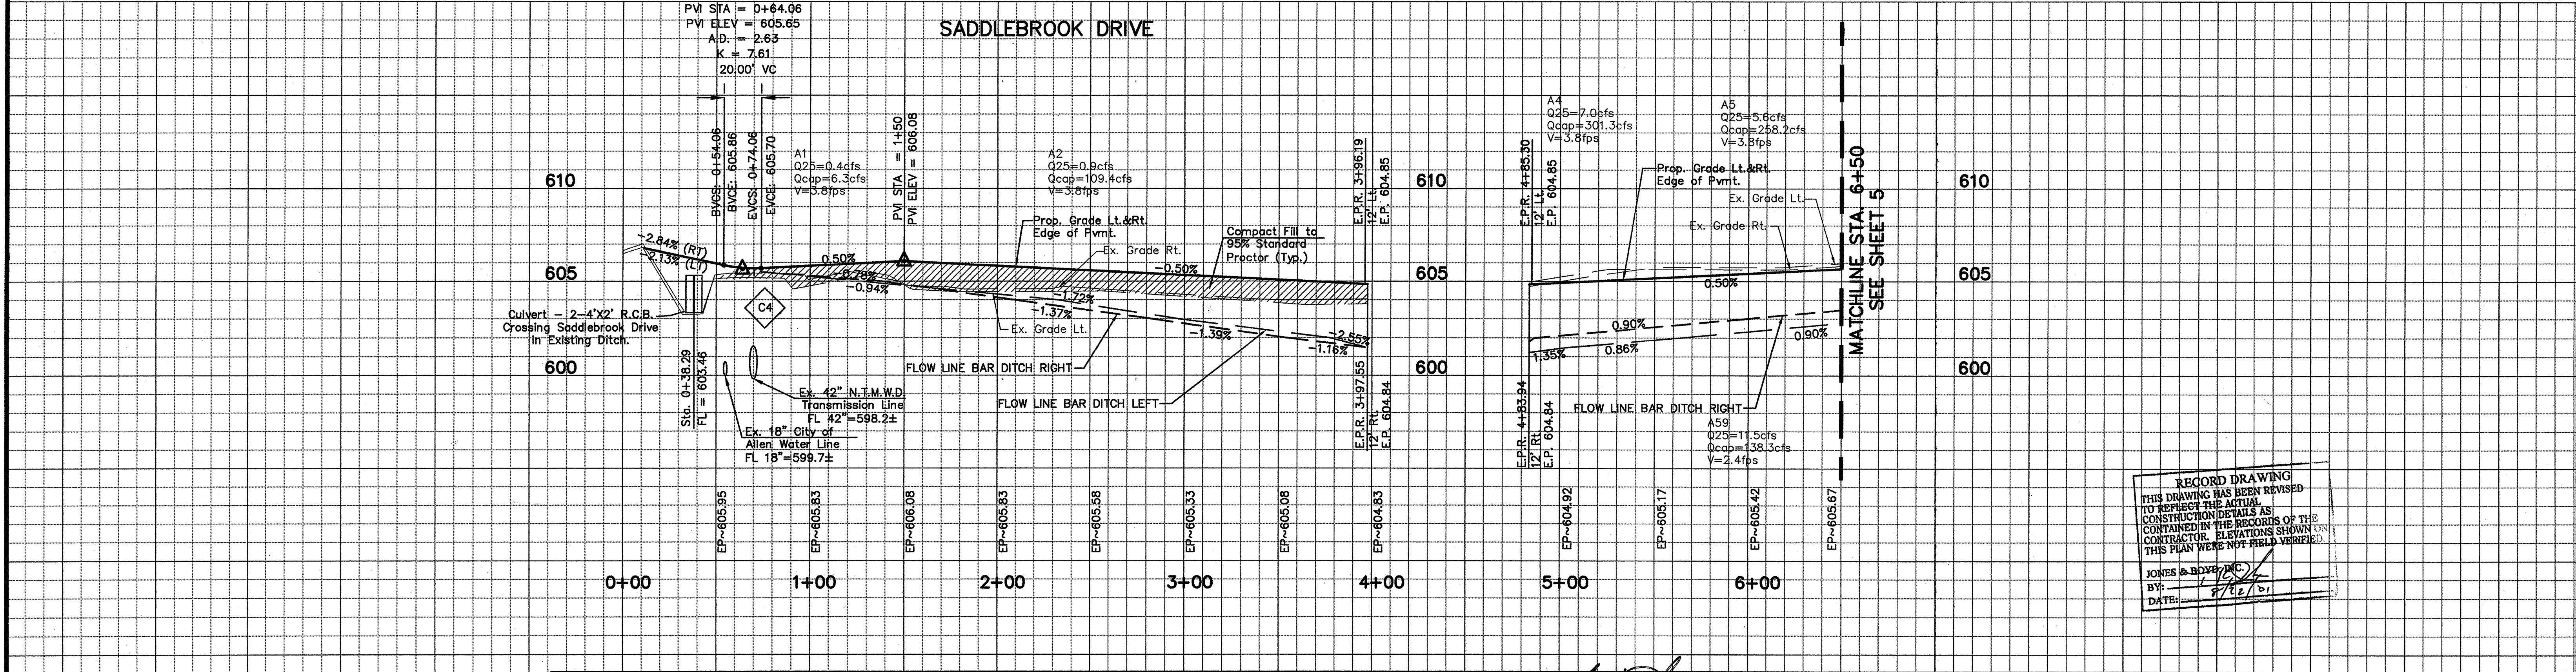 SADDLEBROOK DRIVE
PVI STA = 0+64.06
PVI ELEV = 605.65
A.D. = 2.63
K = 7.61
20.00' VC
BVCS: 0+54.06
BVCE: 605.86
EVCS: 0+74.06
EVCE: 605.70
A1
Q25=0.4cfs
Qcap=6.3cfs
V=3.8fps
PVI STA = 1+50
PVI ELEV = 606.08
A2
Q25=0.9cfs
Qcap=109.4cfs
V=3.8fps
E.P.R. 3+96.19
12' Lt.
E.P. 604.85
E.P.R. 4+85.30
12' Lt.
E.P. 604.85
A4
Q25=7.0cfs
Qcap=301.3cfs
V=3.8fps
A5
Q25=5.6cfs
Qcap=258.2cfs
V=3.8fps
MATCHLINE STA. 6+50
SEE SHEET 5
610
610
610
Prop. Grade Lt.&Rt.
Edge of Pvmt.
Ex. Grade Rt.
Compact Fill to
95% Standard
Proctor (Typ.)
Prop. Grade Lt.&Rt.
Edge of Pvmt.
Ex. Grade Lt.
Ex. Grade Rt.
-2.84% (RT)
-2.13% (LT)
0.50%
-0.78%
-0.94%
-0.50%
605
605
605
0.50%
C4
-1.72%
-1.37%
Ex. Grade Lt.
-1.39%
-2.55%
-1.16%
0.90%
1.35%
0.86%
0.90%
Culvert - 2-4'X2' R.C.B.
Crossing Saddlebrook Drive
in Existing Ditch.
600
600
600
Sta. 0+38.29
FL = 603.46
FLOW LINE BAR DITCH RIGHT
FLOW LINE BAR DITCH LEFT
Ex. 42" N.T.M.W.D.
Transmission Line
FL 42"=598.2±
Ex. 18" City of
Allen Water Line
FL 18"=599.7±
E.P.R. 3+97.55
12' Rt.
E.P. 604.84
E.P.R. 4+83.94
12' Rt.
E.P. 604.84
FLOW LINE BAR DITCH RIGHT
A59
Q25=11.5cfs
Qcap=138.3cfs
V=2.4fps
EP~605.95
EP~605.83
EP~606.08
EP~605.83
EP~605.58
EP~605.33
EP~605.08
EP~604.83
EP~604.92
EP~605.17
EP~605.42
EP~605.67
0+00
1+00
2+00
3+00
4+00
5+00
6+00
RECORD DRAWING
THIS DRAWING HAS BEEN REVISED
TO REFLECT THE ACTUAL
CONSTRUCTION DETAILS AS
CONTAINED IN THE RECORDS OF THE
CONTRACTOR. ELEVATIONS SHOWN ON
THIS PLAN WERE NOT FIELD VERIFIED.
JONES & BOYD, INC.
BY:
DATE: 8/22/01